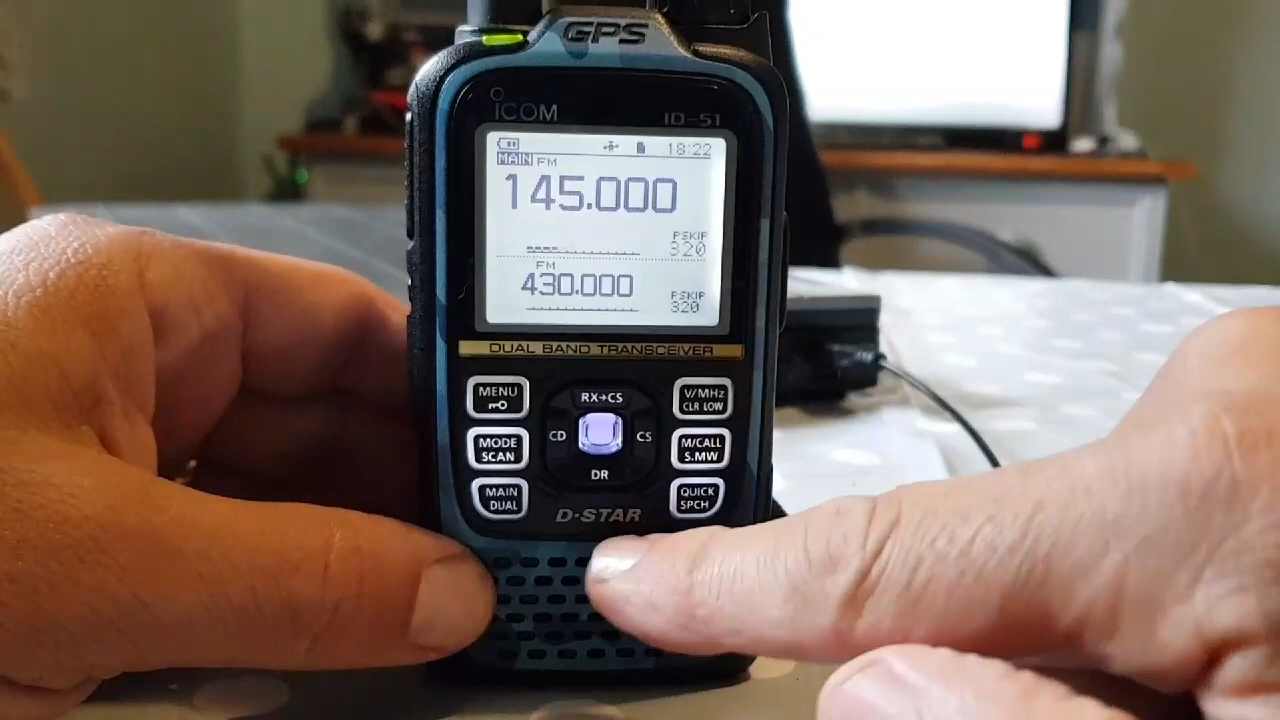 GPS
ICOM ID-51
18:22
MAIN FM
145.000
PSKIP
320
FM
430.000
PSKIP
320
DUAL BAND TRANSCEIVER
MENU
RX→CS
V/MHz
CLR LOW
MODE
SCAN
CD
CS
M/CALL
S.MW
DR
MAIN
DUAL
QUICK
SPCH
D-STAR